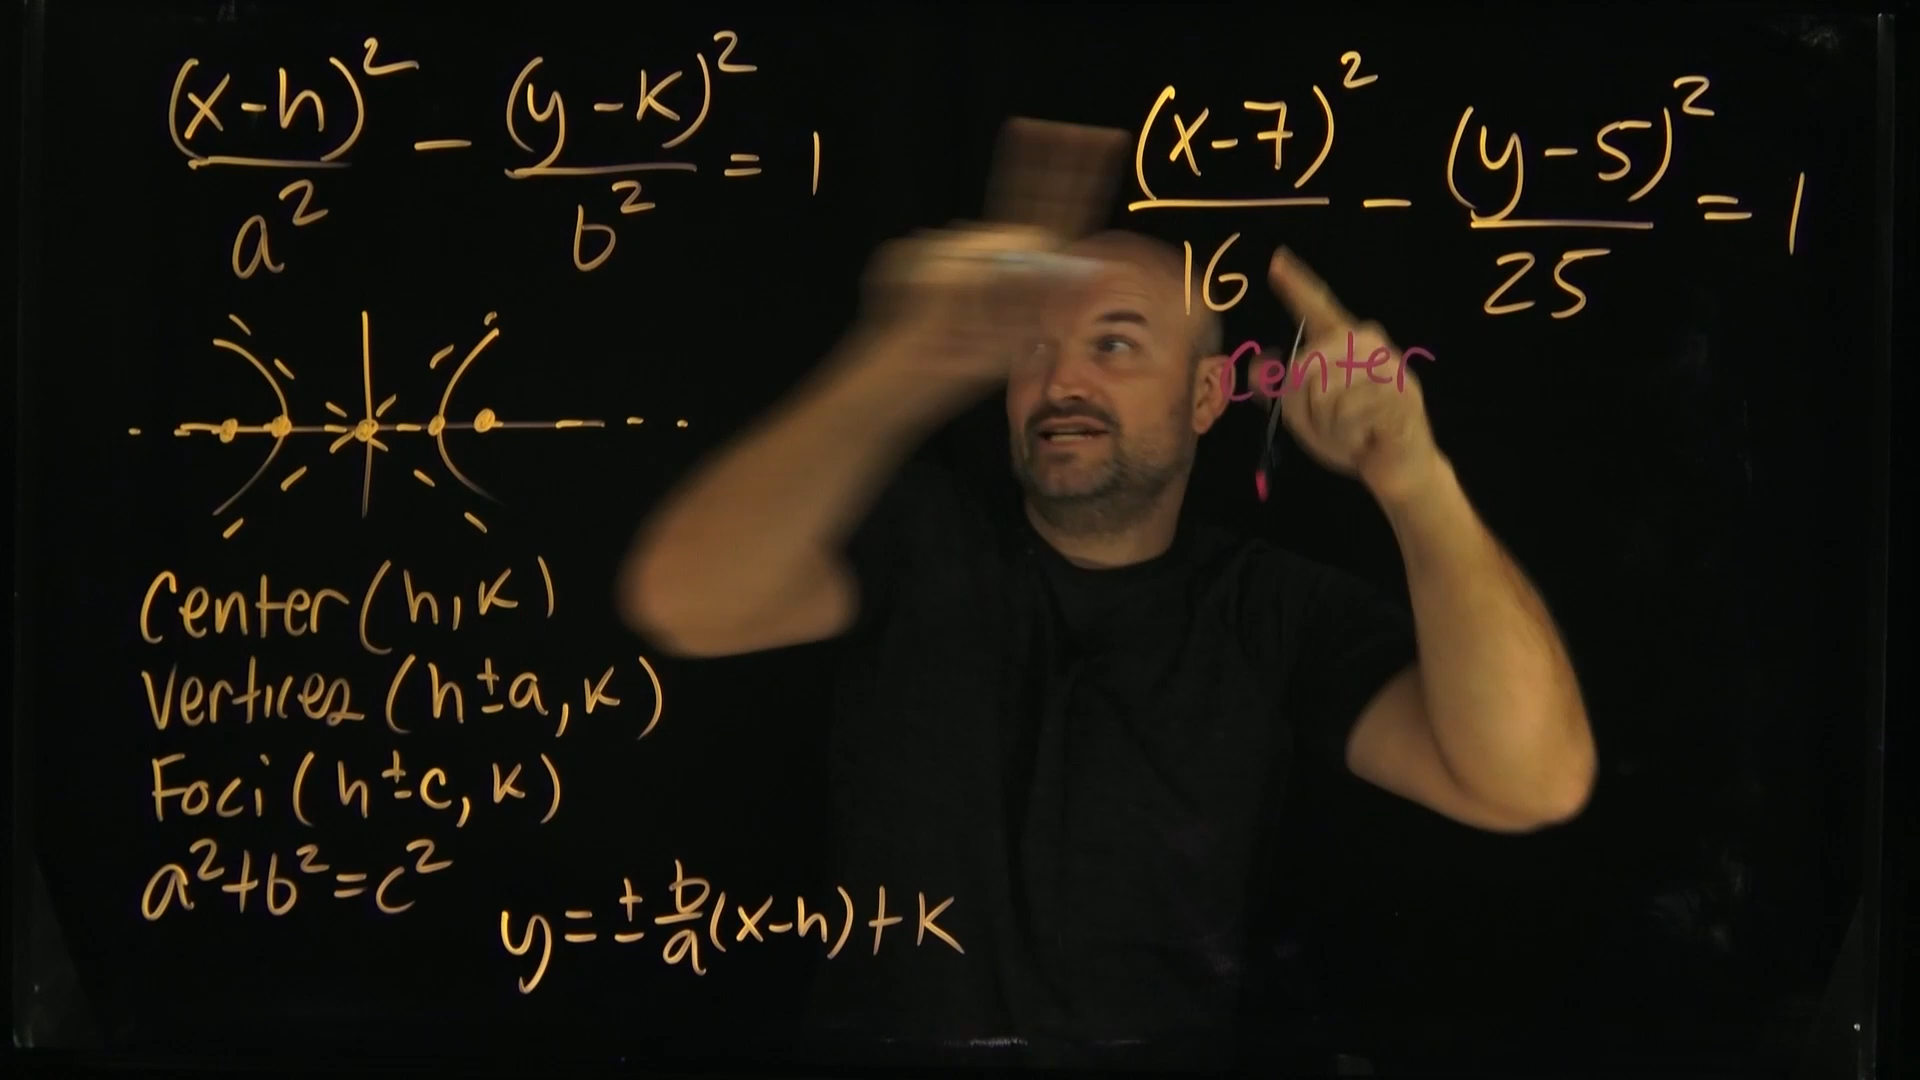 (x-h)²/a² - (y-k)²/b² = 1
(x-7)²/16 - (y-5)²/25 = 1
center
Center (h, k)
Vertices (h±a, k)
Foci (h±c, k)
a²+b²=c²
y=±b/a(x-h)+k